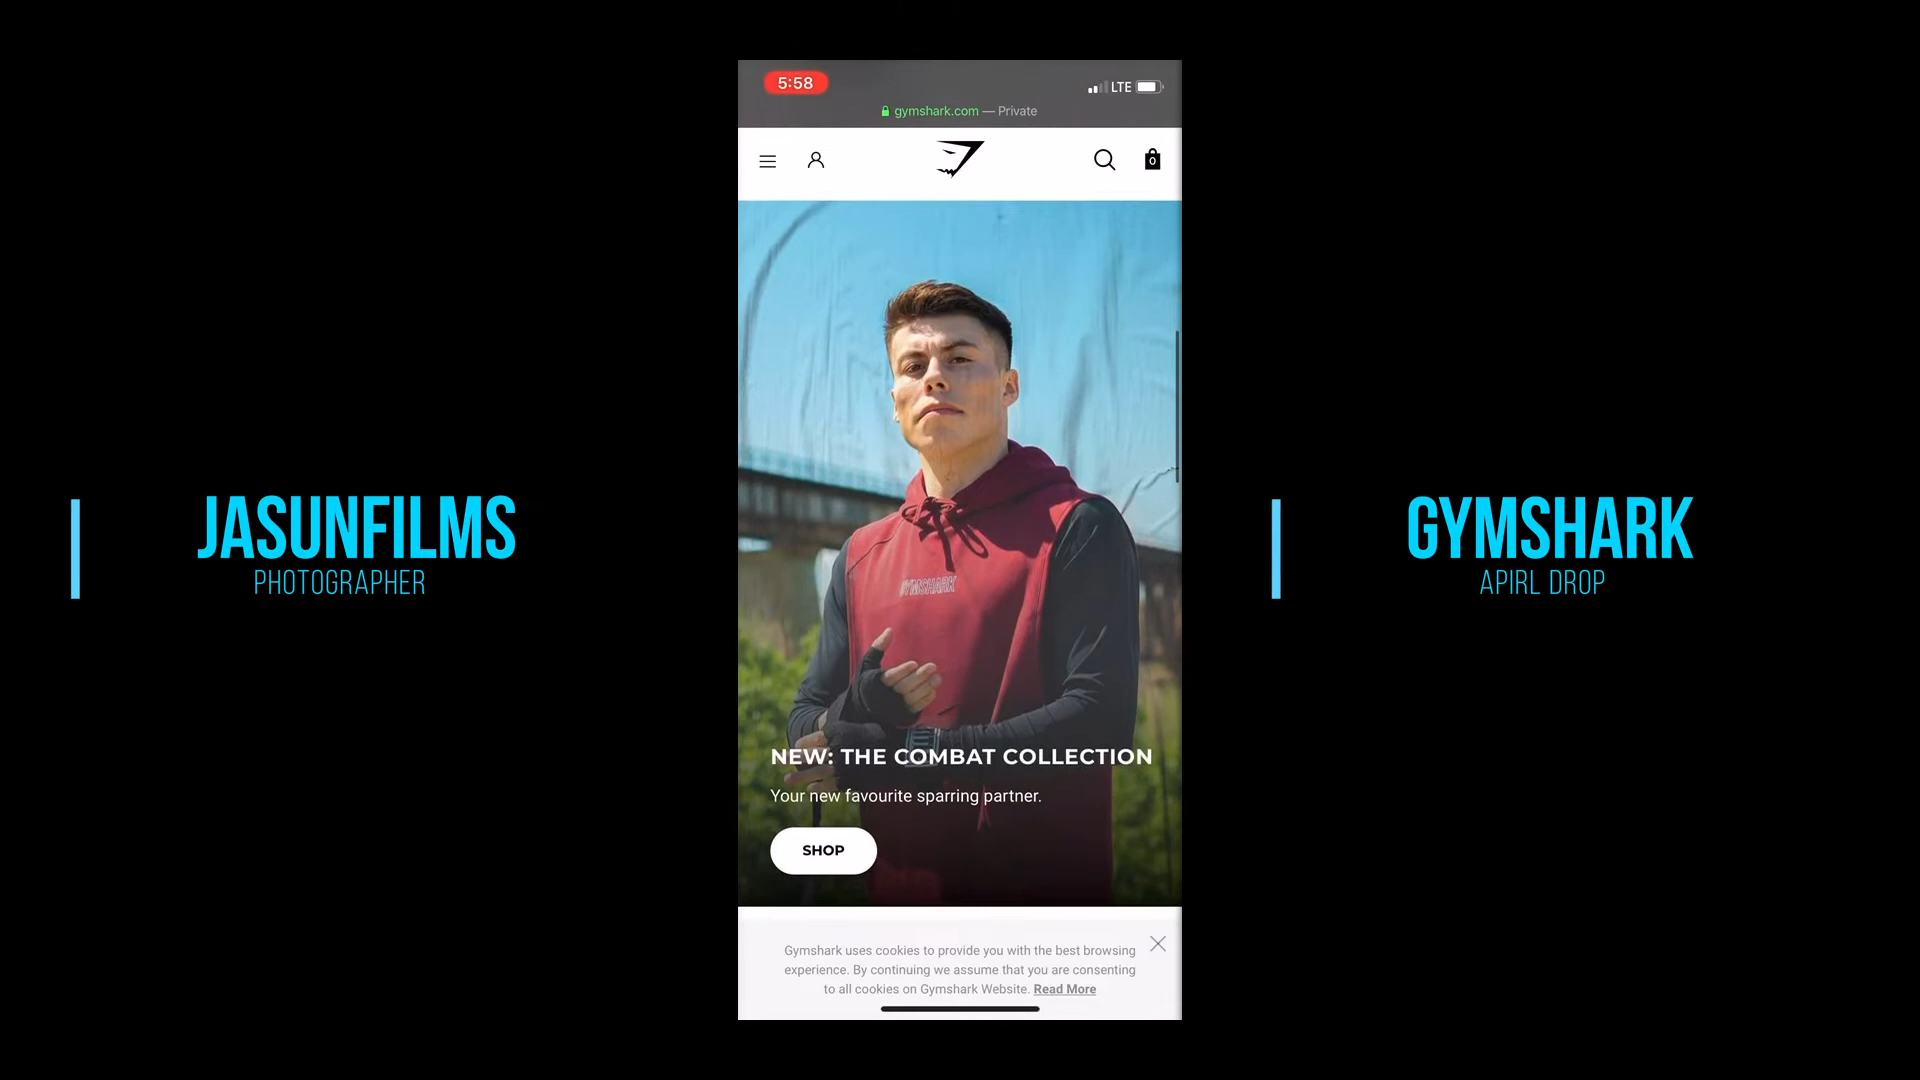 5:58
LTE
gymshark.com — Private
0
JASUNFILMS
PHOTOGRAPHER
GYMSHARK
NEW: THE COMBAT COLLECTION
Your new favourite sparring partner.
SHOP
Gymshark uses cookies to provide you with the best browsing
experience. By continuing we assume that you are consenting
to all cookies on Gymshark Website. Read More
GYMSHARK
APIRL DROP